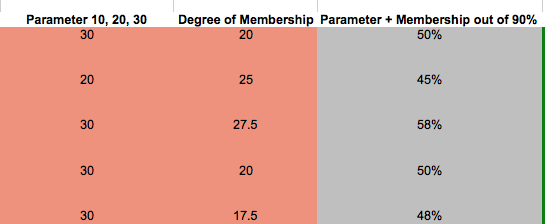 Parameter 10, 20, 30 Degree of Membership Parameter + Membership out of 90%
30 20 50%
20 25 45%
30 27.5 58%
30 20 50%
30 17.5 48%